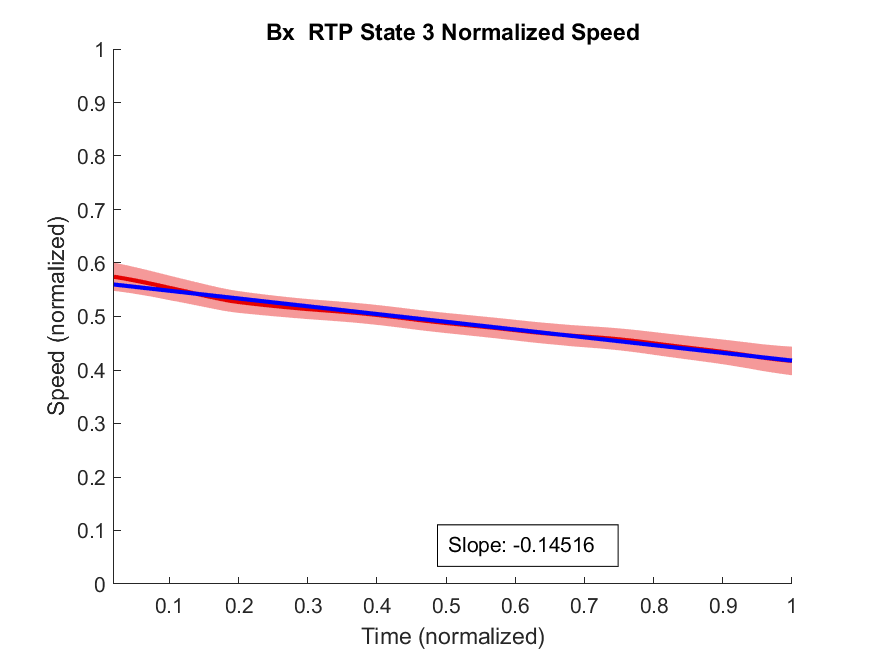 Bx  RTP State 3 Normalized Speed
1
0.9
0.8
0.7
0.6
0.5
0.4
0.3
0.2
0.1
0
Speed (normalized)
Slope: -0.14516
0.1 0.2 0.3 0.4 0.5 0.6 0.7 0.8 0.9 1
Time (normalized)